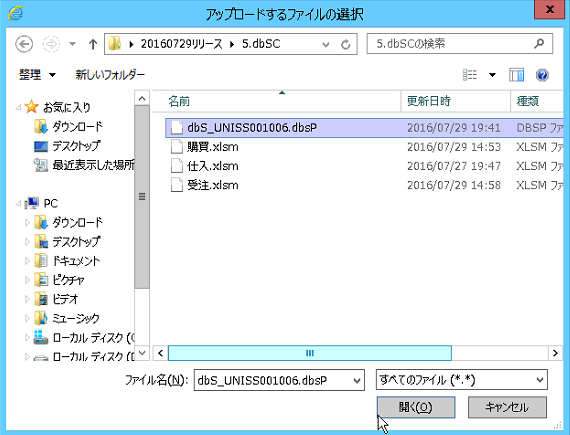 アップロードするファイルの選択
20160729リリース ▸ 5.dbSC
5.dbSCの検索
整理 新しいフォルダー
名前 更新日時 種類
お気に入り
ダウンロード
デスクトップ
最近表示した場所
PC
ダウンロード
デスクトップ
ドキュメント
ピクチャ
ビデオ
ミュージック
ローカル ディスク (C
ローカル ディスク (D
dbS_UNISS001006.dbsP 2016/07/29 19:41 DBSP ファ
購買.xlsm 2016/07/29 14:53 XLSM ファ
仕入.xlsm 2016/07/27 19:47 XLSM ファ
受注.xlsm 2016/07/29 14:58 XLSM ファ
ファイル名(N): dbS_UNISS001006.dbsP すべてのファイル (*.*)
開く(O) キャンセル